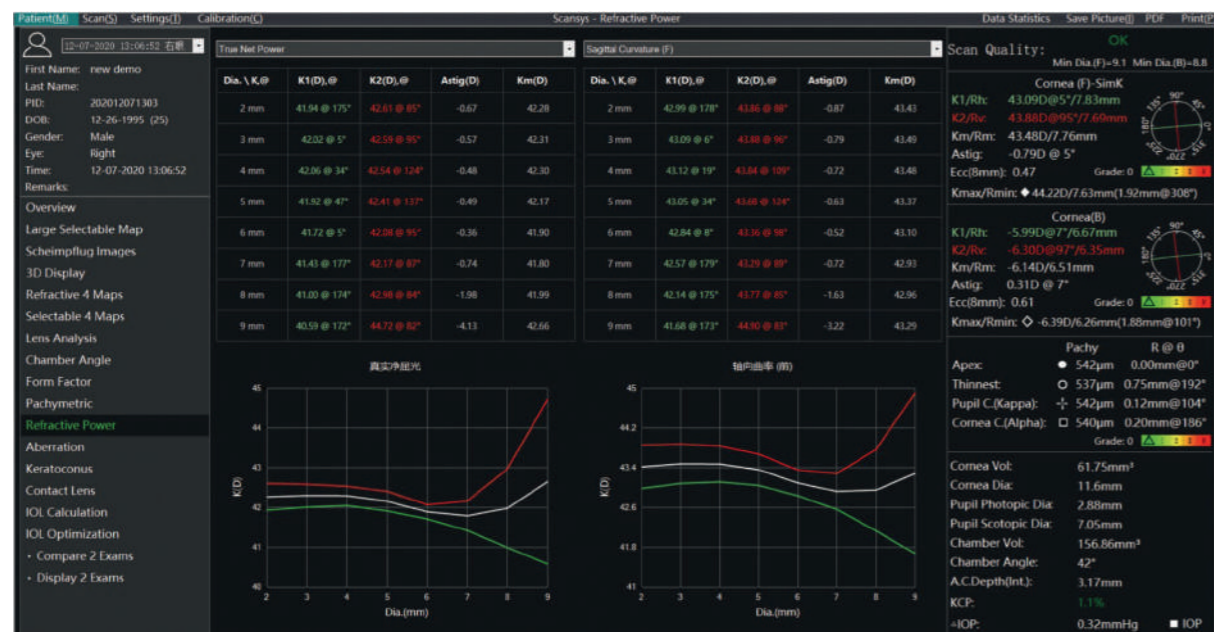 Patient(M) Scan(S) Settings(T) Calibration(C) Scansys - Refractive Power Data Statistics Save Picture(J) PDF Print(P
12-07-2020 13:06:52 右眼
First Name: new demo
Last Name:
PID: 202012071303
DOB: 12-26-1995 (25)
Gender: Male
Eye: Right
Time: 12-07-2020 13:06:52
Remarks:
Overview
Large Selectable Map
Scheimpflug Images
3D Display
Refractive 4 Maps
Selectable 4 Maps
Lens Analysis
Chamber Angle
Form Factor
Pachymetric
Refractive Power
Aberration
Keratoconus
Contact Lens
IOL Calculation
IOL Optimization
• Compare 2 Exams
• Display 2 Exams
True Net Power
Dia. \ K,@ K1(D),@ K2(D),@ Astig(D) Km(D)
2 mm 41.94 @ 175° 42.61 @ 85° -0.67 42.28
3 mm 42.02 @ 5° 42.59 @ 95° -0.57 42.31
4 mm 42.06 @ 34° 42.54 @ 124° -0.48 42.30
5 mm 41.92 @ 47° 42.41 @ 137° -0.49 42.17
6 mm 41.72 @ 5° 42.08 @ 95° -0.36 41.90
7 mm 41.43 @ 177° 42.17 @ 87° -0.74 41.80
8 mm 41.00 @ 174° 42.98 @ 84° -1.98 41.99
9 mm 40.59 @ 172° 44.72 @ 82° -4.13 42.66
Sagittal Curvature (F)
Dia. \ K,@ K1(D),@ K2(D),@ Astig(D) Km(D)
2 mm 42.99 @ 178° 43.86 @ 88° -0.87 43.43
3 mm 43.09 @ 6° 43.88 @ 96° -0.79 43.49
4 mm 43.12 @ 19° 43.84 @ 109° -0.72 43.48
5 mm 43.05 @ 34° 43.68 @ 124° -0.63 43.37
6 mm 42.84 @ 8° 43.36 @ 98° -0.52 43.10
7 mm 42.57 @ 179° 43.29 @ 89° -0.72 42.93
8 mm 42.14 @ 175° 43.77 @ 85° -1.63 42.96
9 mm 41.68 @ 173° 44.90 @ 83° -3.22 43.29
真实净屈光
45
44
43
42
41
40
K(D)
2 3 4 5 6 7 8 9
Dia.(mm)
轴向曲率 (前)
45
44.2
43.4
42.6
41.8
41
K(D)
2 3 4 5 6 7 8 9
Dia.(mm)
Scan Quality: OK
Min Dia.(F)=9.1 Min Dia.(B)=8.8
Cornea (F)-SimK
K1/Rh: 43.09D@5°/7.83mm
K2/Rv: 43.88D@95°/7.69mm
Km/Rm: 43.48D/7.76mm
Astig: -0.79D @ 5°
Ecc(8mm): 0.47 Grade: 0
Kmax/Rmin: 44.22D/7.63mm(1.92mm@308°)
90° 45° 0° 315° 270° 225° 180° 135°
Cornea(B)
K1/Rh: -5.99D@7°/6.67mm
K2/Rv: -6.30D@97°/6.35mm
Km/Rm: -6.14D/6.51mm
Astig: 0.31D @ 7°
Ecc(8mm): 0.61 Grade: 0
Kmax/Rmin: -6.39D/6.26mm(1.88mm@101°)
90° 45° 0° 315° 270° 225° 180° 135°
Pachy R @ θ
Apex: 542μm 0.00mm@0°
Thinnest: 537μm 0.75mm@192°
Pupil C.(Kappa): 542μm 0.12mm@104°
Cornea C.(Alpha): 540μm 0.20mm@186°
Grade: 0
Cornea Vol: 61.75mm³
Cornea Dia: 11.6mm
Pupil Photopic Dia: 2.88mm
Pupil Scotopic Dia: 7.05mm
Chamber Vol: 156.86mm³
Chamber Angle: 42°
A.C.Depth(Int.): 3.17mm
KCP: 1.1%
IOP: 0.32mmHg IOP